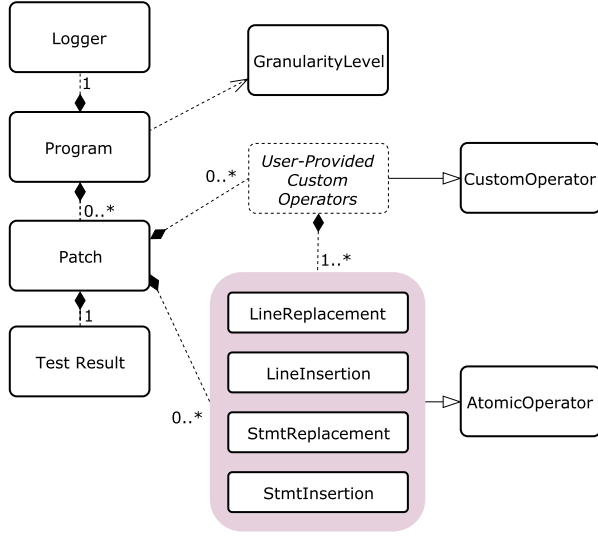 Logger
1
GranularityLevel
Program
0..*
User-Provided
Custom
Operators
0..*
CustomOperator
Patch
1
1..*
Test Result
LineReplacement
LineInsertion
0..*
StmtReplacement
StmtInsertion
AtomicOperator